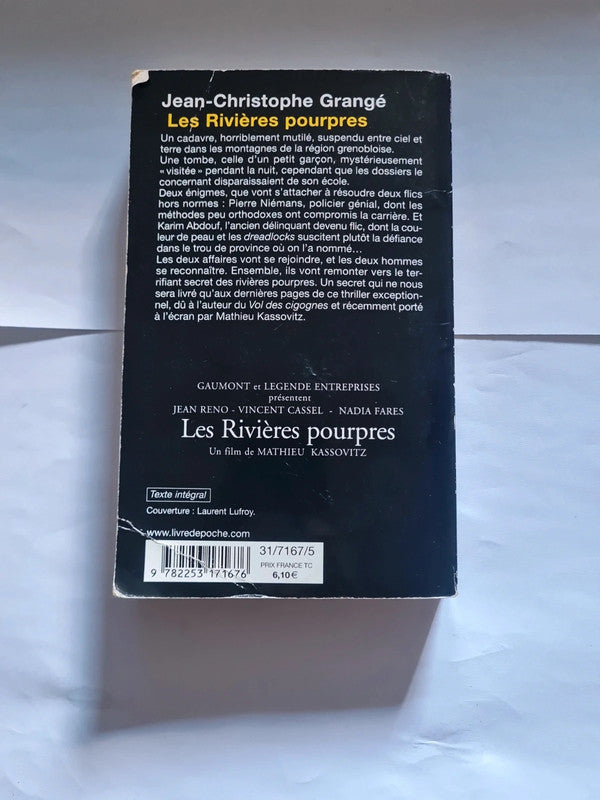 Jean-Christophe Grangé
Les Rivières pourpres
Un cadavre, horriblement mutilé, suspendu entre ciel et
terre dans les montagnes de la région grenobloise.
Une tombe, celle d'un petit garçon, mystérieusement
« visitée » pendant la nuit, cependant que les dossiers le
concernant disparaissaient de son école.
Deux énigmes, que vont s'attacher à résoudre deux flics
hors normes : Pierre Niémans, policier génial, dont les
méthodes peu orthodoxes ont compromis la carrière. Et
Karim Abdouf, l'ancien délinquant devenu flic, dont la cou-
leur de peau et les dreadlocks suscitent plutôt la défiance
dans le trou de province où on l'a nommé...
Les deux affaires vont se rejoindre, et les deux hommes
se reconnaître. Ensemble, ils vont remonter vers le ter-
rifiant secret des rivières pourpres. Un secret qui ne nous
sera livré qu'aux dernières pages de ce thriller exception-
nel, dû à l'auteur du Vol des cigognes et récemment porté
à l'écran par Mathieu Kassovitz.
GAUMONT et LEGENDE ENTREPRISES
présentent
JEAN RENO - VINCENT CASSEL - NADIA FARES
Les Rivières pourpres
Un film de MATHIEU KASSOVITZ
Texte intégral
Couverture : Laurent Lufroy.
www.livredepoche.com
31/7167/5
PRIX FRANCE TC
6,10 €
9 782253 171676